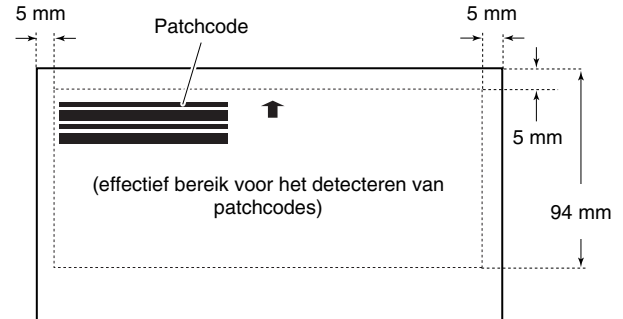 5 mm
5 mm
Patchcode
5 mm
(effectief bereik voor het detecteren van
patchcodes)
94 mm